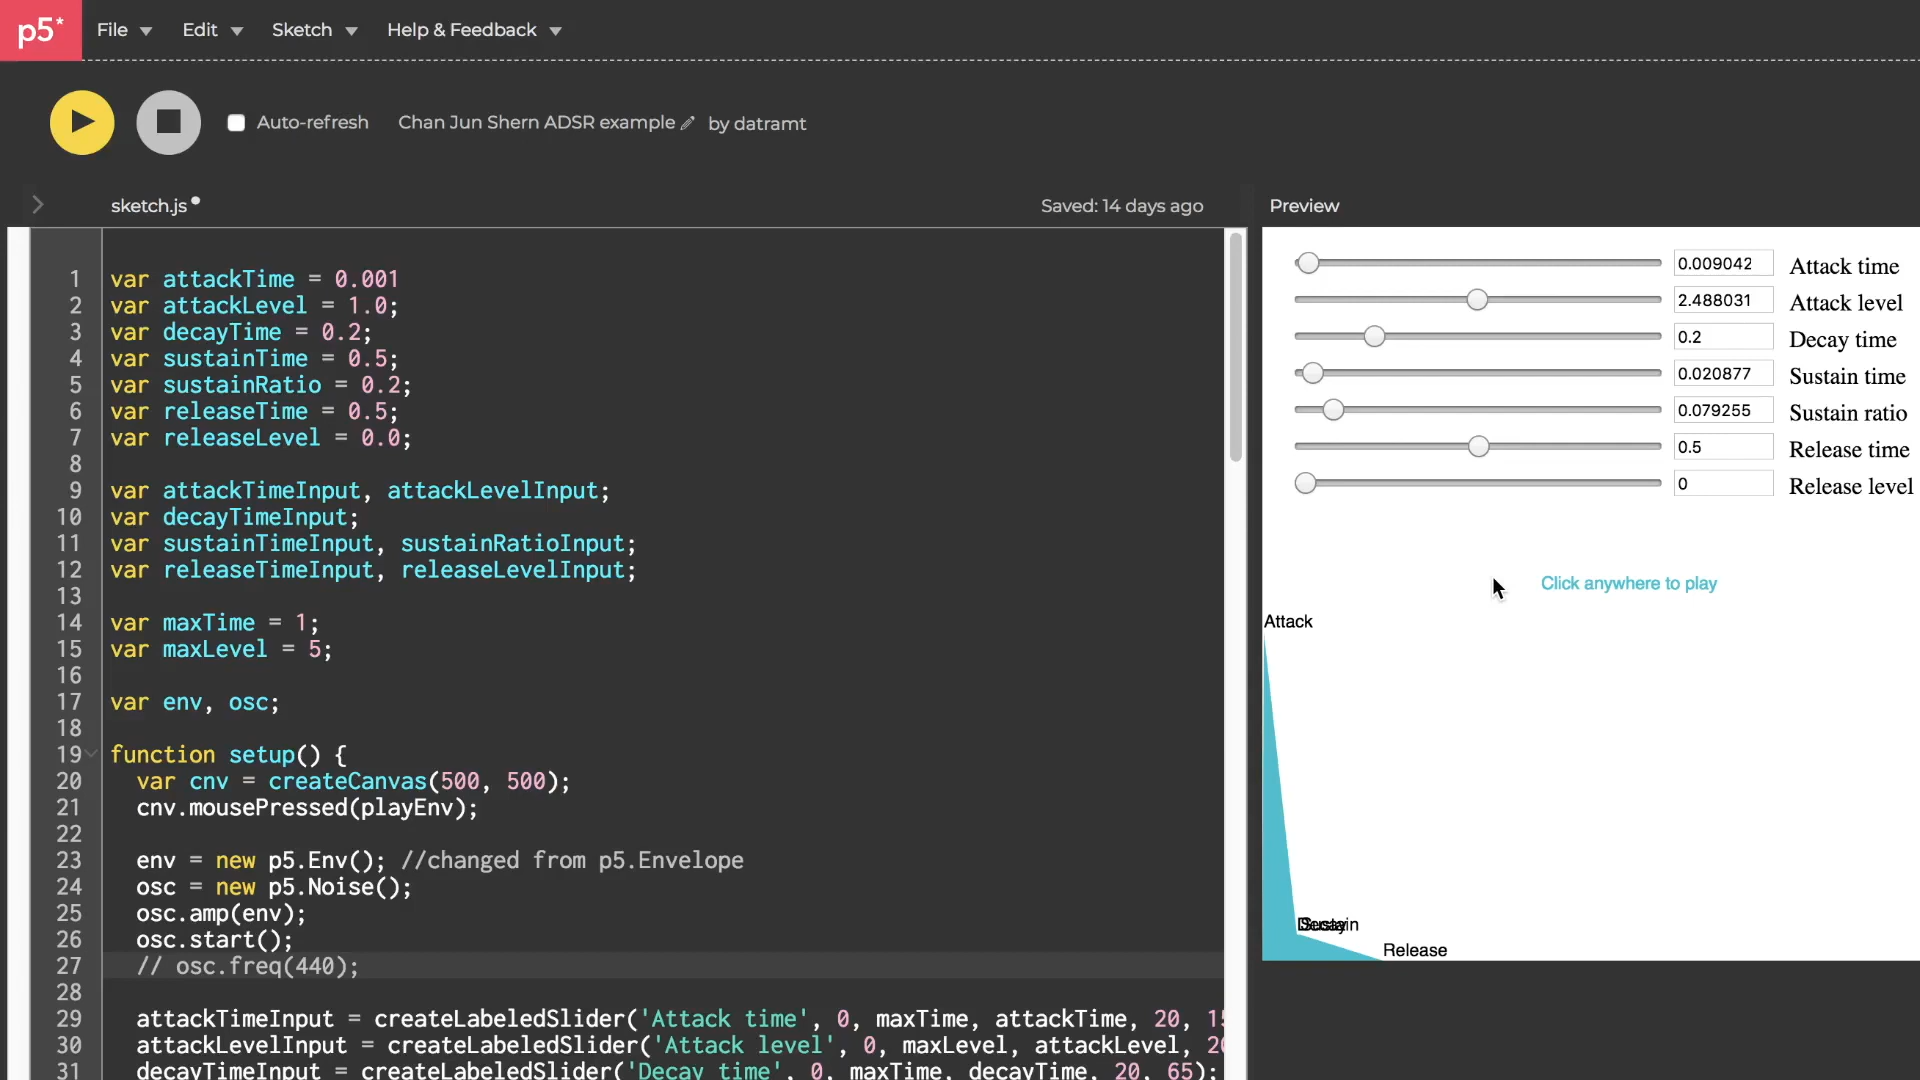 p5* File Edit Sketch Help & Feedback
Auto-refresh Chan Jun Shern ADSR example by datramt
sketch.js Saved: 14 days ago Preview
1 var attackTime = 0.001
2 var attackLevel = 1.0;
3 var decayTime = 0.2;
4 var sustainTime = 0.5;
5 var sustainRatio = 0.2;
6 var releaseTime = 0.5;
7 var releaseLevel = 0.0;
8
9 var attackTimeInput, attackLevelInput;
10 var decayTimeInput;
11 var sustainTimeInput, sustainRatioInput;
12 var releaseTimeInput, releaseLevelInput;
13
14 var maxTime = 1;
15 var maxLevel = 5;
16
17 var env, osc;
18
19 function setup() {
20 var cnv = createCanvas(500, 500);
21 cnv.mousePressed(playEnv);
22
23 env = new p5.Env(); //changed from p5.Envelope
24 osc = new p5.Noise();
25 osc.amp(env);
26 osc.start();
27 // osc.freq(440);
28
29 attackTimeInput = createLabeledSlider('Attack time', 0, maxTime, attackTime, 20, 15
30 attackLevelInput = createLabeledSlider('Attack level', 0, maxLevel, attackLevel, 20
31 decayTimeInput = createLabeledSlider('Decay time', 0, maxTime, decayTime, 20, 65);
0.009042 Attack time
2.488031 Attack level
0.2 Decay time
0.020877 Sustain time
0.079255 Sustain ratio
0.5 Release time
0 Release level
Click anywhere to play
Attack
Decay
Sustain
Release